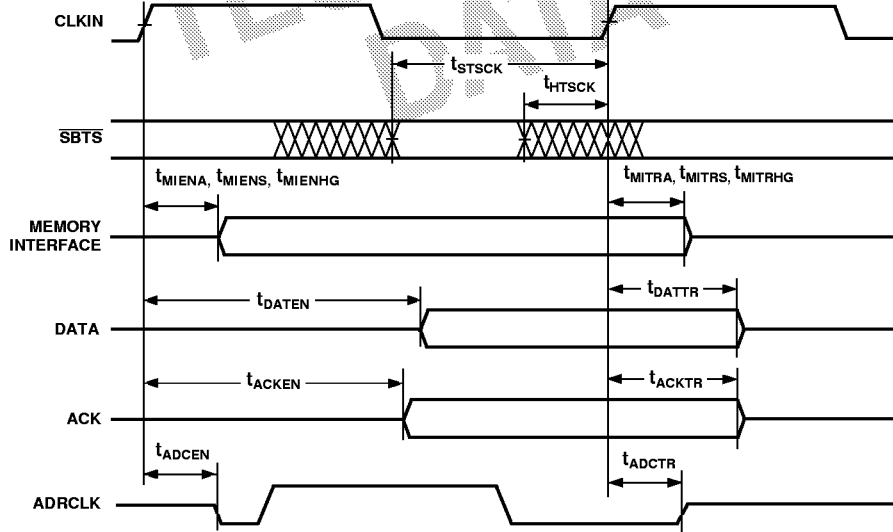 CLKIN
DATA
tSTSCK
tHTSCK
SBTS
tMIENA, tMIENS, tMIENHG
tMITRA, tMITRS, tMITRHG
MEMORY
INTERFACE
tDATEN
tDATTR
DATA
tACKEN
tACKTR
ACK
tADCEN
tADCTR
ADRCLK